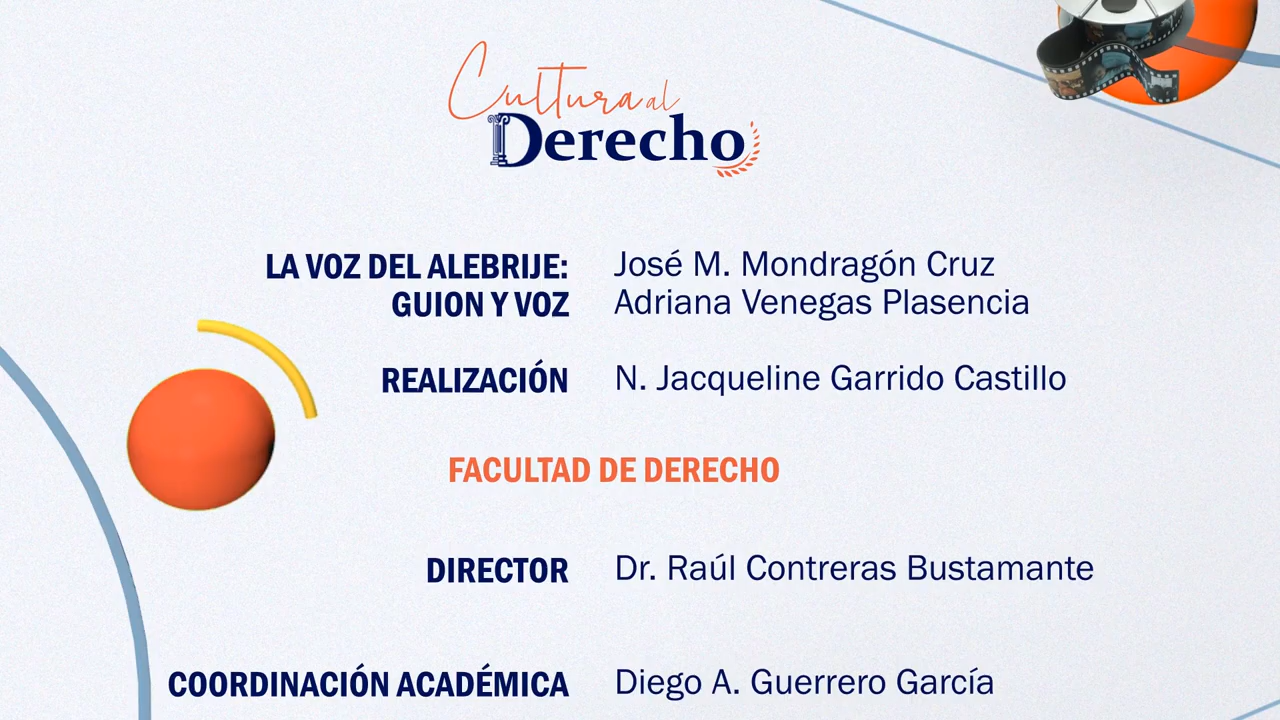 Cultura al
Derecho
LA VOZ DEL ALEBRIJE: José M. Mondragón Cruz
GUION Y VOZ Adriana Venegas Plasencia
REALIZACIÓN N. Jacqueline Garrido Castillo
FACULTAD DE DERECHO
DIRECTOR Dr. Raúl Contreras Bustamante
COORDINACIÓN ACADÉMICA Diego A. Guerrero García